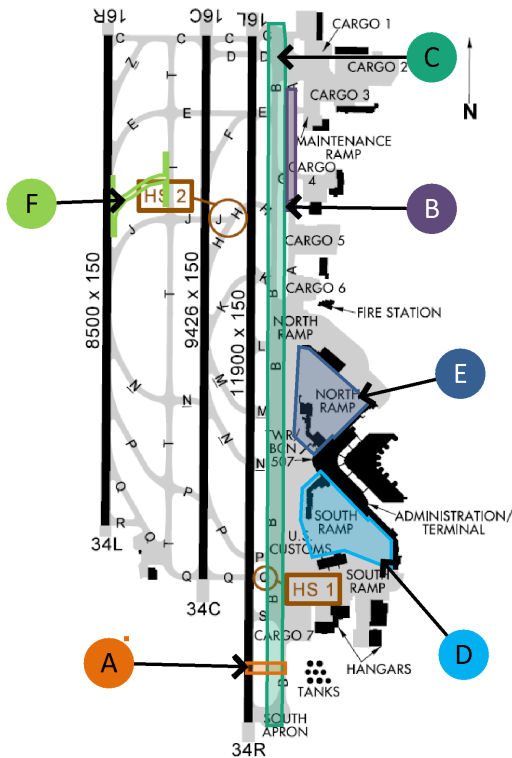 16R
16C
16L
C
C
C
C
CARGO 1
C
D
D
D
CARGO 2
N
Z
T
B
A
CARGO 3
E
E
E
F
MAINTENANCE
RAMP
CARGO
4
T
HS 2
F
B
H
J
J
J
H
H
CARGO 5
8500 x 150
9426 x 150
11900 x 150
K
A
CARGO 6
T
B
K
FIRE STATION
NORTH
RAMP
L
B
M
E
N
N
NORTH
RAMP
M
TWR
BCN
507
P
T
N
N
Q
R
Q
P
P
B
SOUTH
RAMP
ADMINISTRATION/
TERMINAL
U.S.
CUSTOMS
34L
T
Q
Q
P
HS 1
SOUTH
RAMP
34C
B
S
CARGO 7
A
D
HANGARS
B
TANKS
SOUTH
APRON
34R